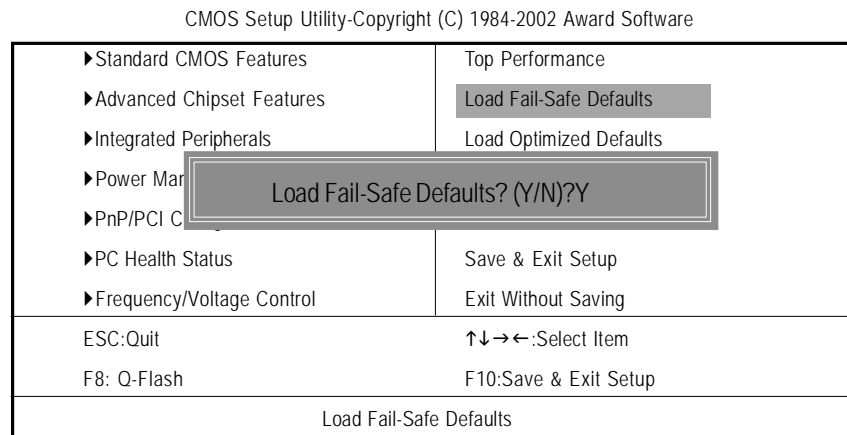 CMOS Setup Utility-Copyright (C) 1984-2002 Award Software
▶Standard CMOS Features
Top Performance
▶Advanced Chipset Features
Load Fail-Safe Defaults
▶Integrated Peripherals
Load Optimized Defaults
▶Power
Load Fail-Safe Defaults? (Y/N)?Y
▶PnP/PCI
▶PC Health Status
Save & Exit Setup
▶Frequency/Voltage Control
Exit Without Saving
ESC:Quit
↑↓→←:Select Item
F8: Q-Flash
F10:Save & Exit Setup
Load Fail-Safe Defaults